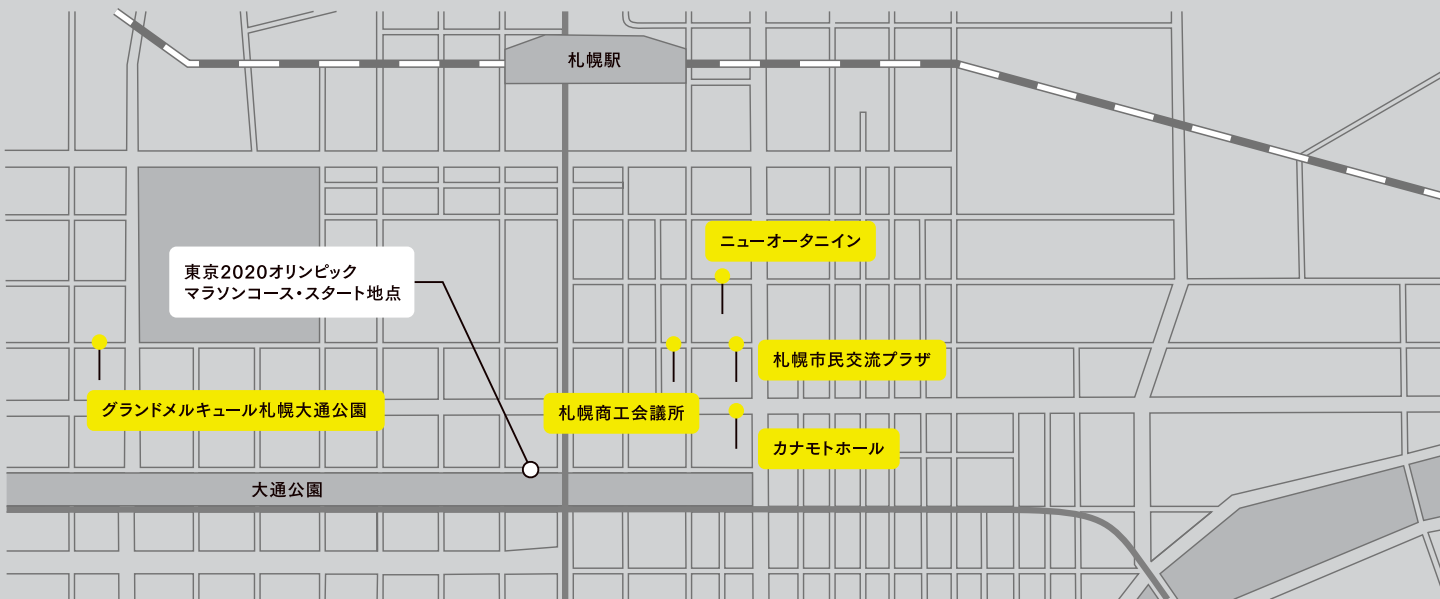 札幌駅
ニューオータニイン
東京2020オリンピック
マラソンコース・スタート地点
札幌市民交流プラザ
グランドメルキュール札幌大通公園
札幌商工会議所
カナモトホール
大通公園